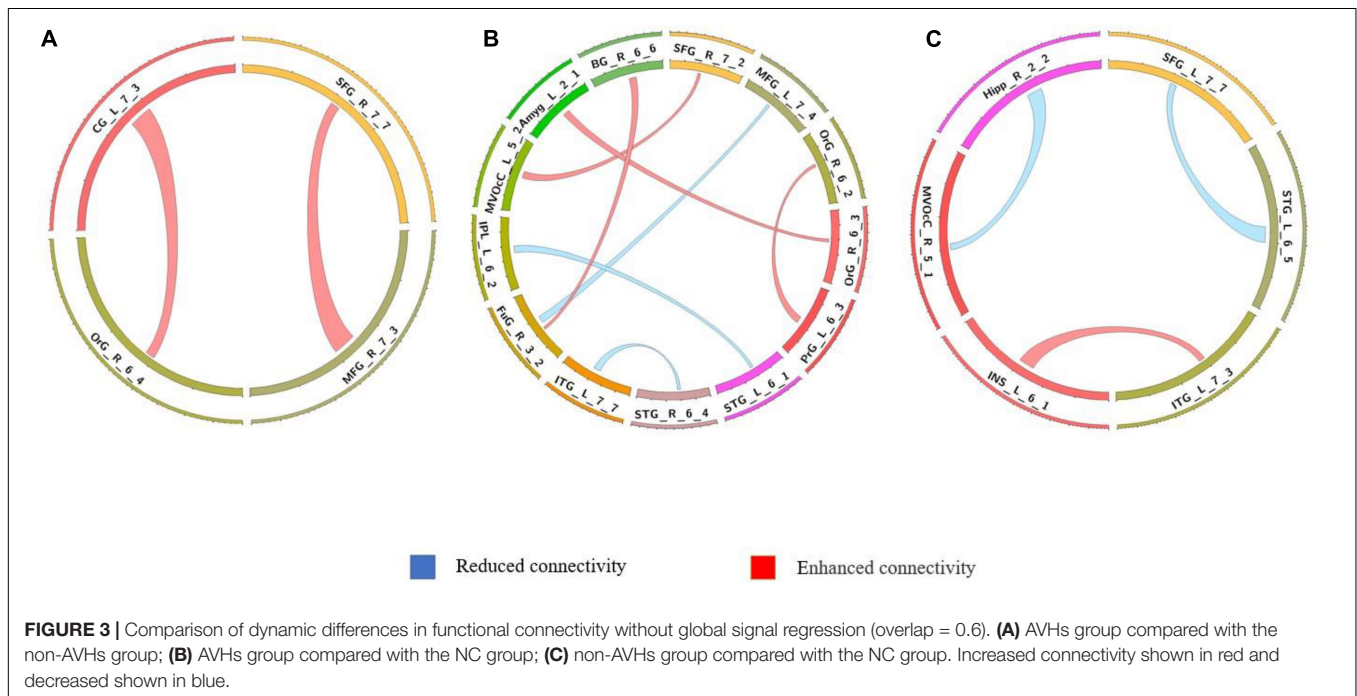 A
CG_L_7_3
SFG_R_7_7
OrG_R_6_4
MFG_R_7_3
B
BG_R_6_6
SFG_R_7_2
Amyg_L_2_1
MFG_L_7_4
MVOcC_L_5_2
OrG_R_6_2
IPL_L_6_2
OrG_R_6_3
FuG_R_3_2
PrG_L_6_3
ITG_L_7_7
STG_R_6_4
STG_L_6_1
C
Hipp_R_2_2
SFG_L_7_7
MVOcC_R_5_1
STG_L_6_5
INS_L_6_1
ITG_L_7_3
Reduced connectivity
Enhanced connectivity
FIGURE 3 | Comparison of dynamic differences in functional connectivity without global signal regression (overlap = 0.6). (A) AVHs group compared with the
non-AVHs group; (B) AVHs group compared with the NC group; (C) non-AVHs group compared with the NC group. Increased connectivity shown in red and
decreased shown in blue.